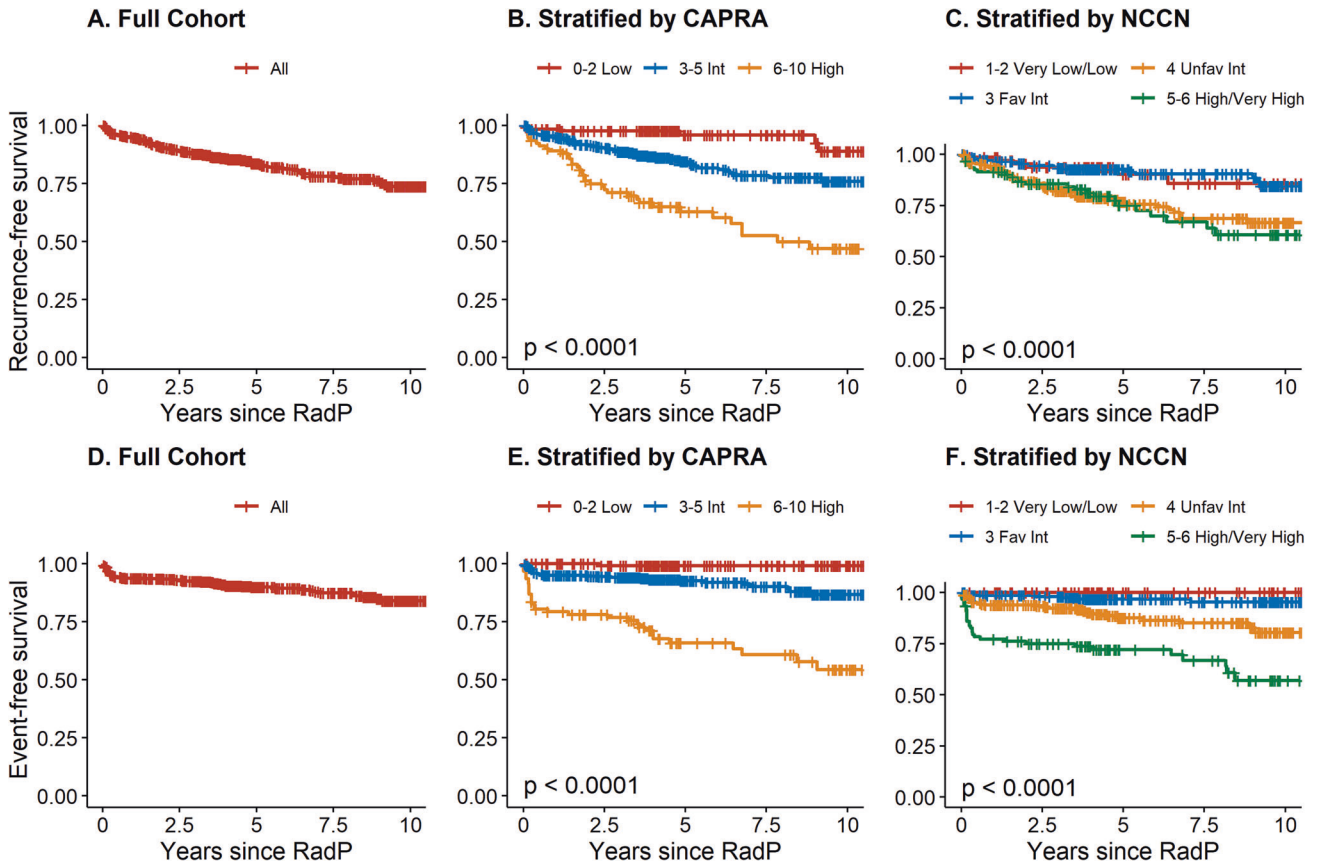 A. Full Cohort
All
1.00
0.75
0.50
0.25
0.00
Recurrence-free survival
0 2.5 5 7.5 10
Years since RadP
B. Stratified by CAPRA
0-2 Low 3-5 Int 6-10 High
1.00
0.75
0.50
0.25
0.00
p < 0.0001
0 2.5 5 7.5 10
Years since RadP
C. Stratified by NCCN
1-2 Very Low/Low 4 Unfav Int
3 Fav Int 5-6 High/Very High
1.00
0.75
0.50
0.25
0.00
p < 0.0001
0 2.5 5 7.5 10
Years since RadP
D. Full Cohort
All
1.00
0.75
0.50
0.25
0.00
Event-free survival
0 2.5 5 7.5 10
Years since RadP
E. Stratified by CAPRA
0-2 Low 3-5 Int 6-10 High
1.00
0.75
0.50
0.25
0.00
p < 0.0001
0 2.5 5 7.5 10
Years since RadP
F. Stratified by NCCN
1-2 Very Low/Low 4 Unfav Int
3 Fav Int 5-6 High/Very High
1.00
0.75
0.50
0.25
0.00
p < 0.0001
0 2.5 5 7.5 10
Years since RadP